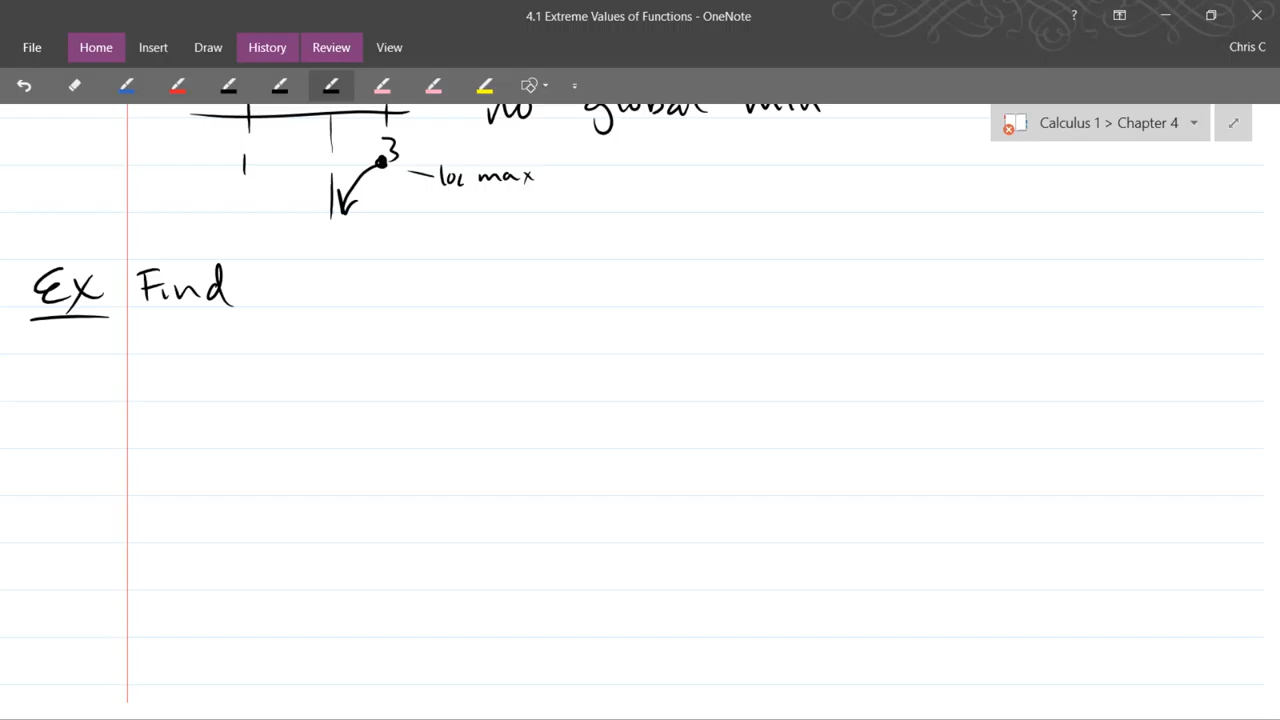 4.1 Extreme Values of Functions - OneNote
?
File Home Insert Draw History Review View
Chris C
no global min
Calculus 1 > Chapter 4
1
3
loc max
Ex Find